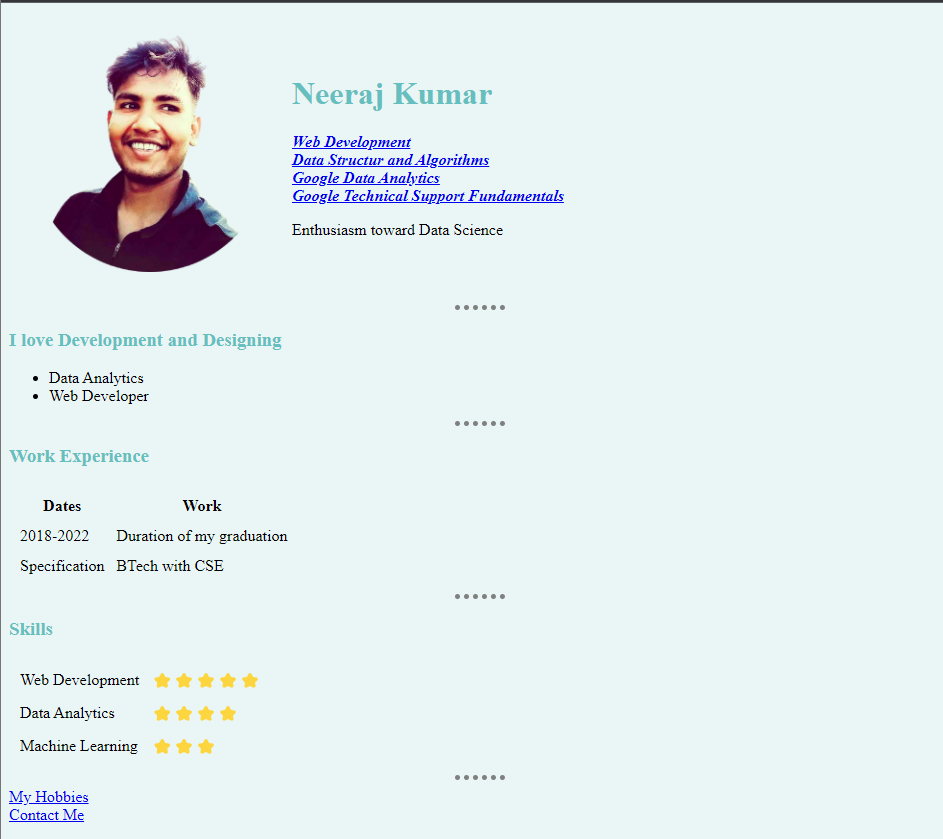 Neeraj Kumar
Web Development
Data Structur and Algorithms
Google Data Analytics
Google Technical Support Fundamentals
Enthusiasm toward Data Science
I love Development and Designing
Data Analytics
Web Developer
Work Experience
Dates Work
2018-2022 Duration of my graduation
Specification BTech with CSE
Skills
Web Development
Data Analytics
Machine Learning
My Hobbies
Contact Me